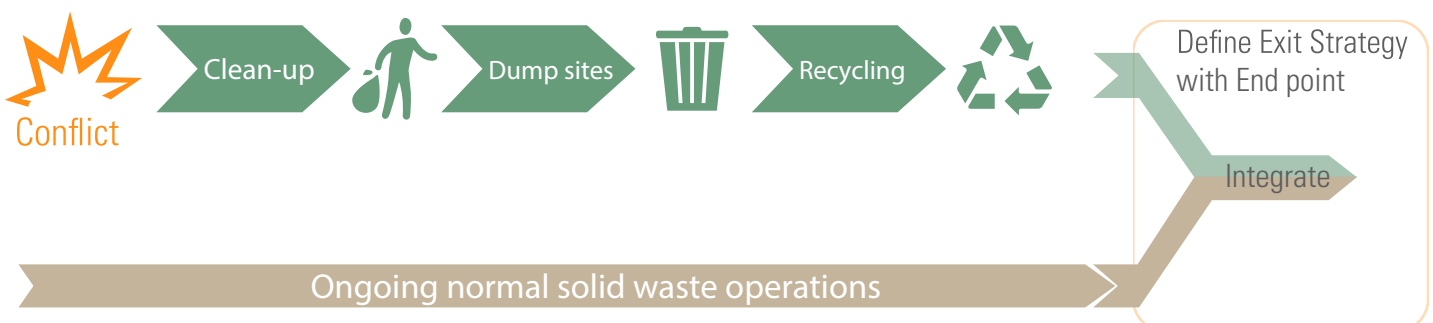 Conflict
Clean-up
Dump sites
Recycling
Define Exit Strategy
with End point
Integrate
Ongoing normal solid waste operations